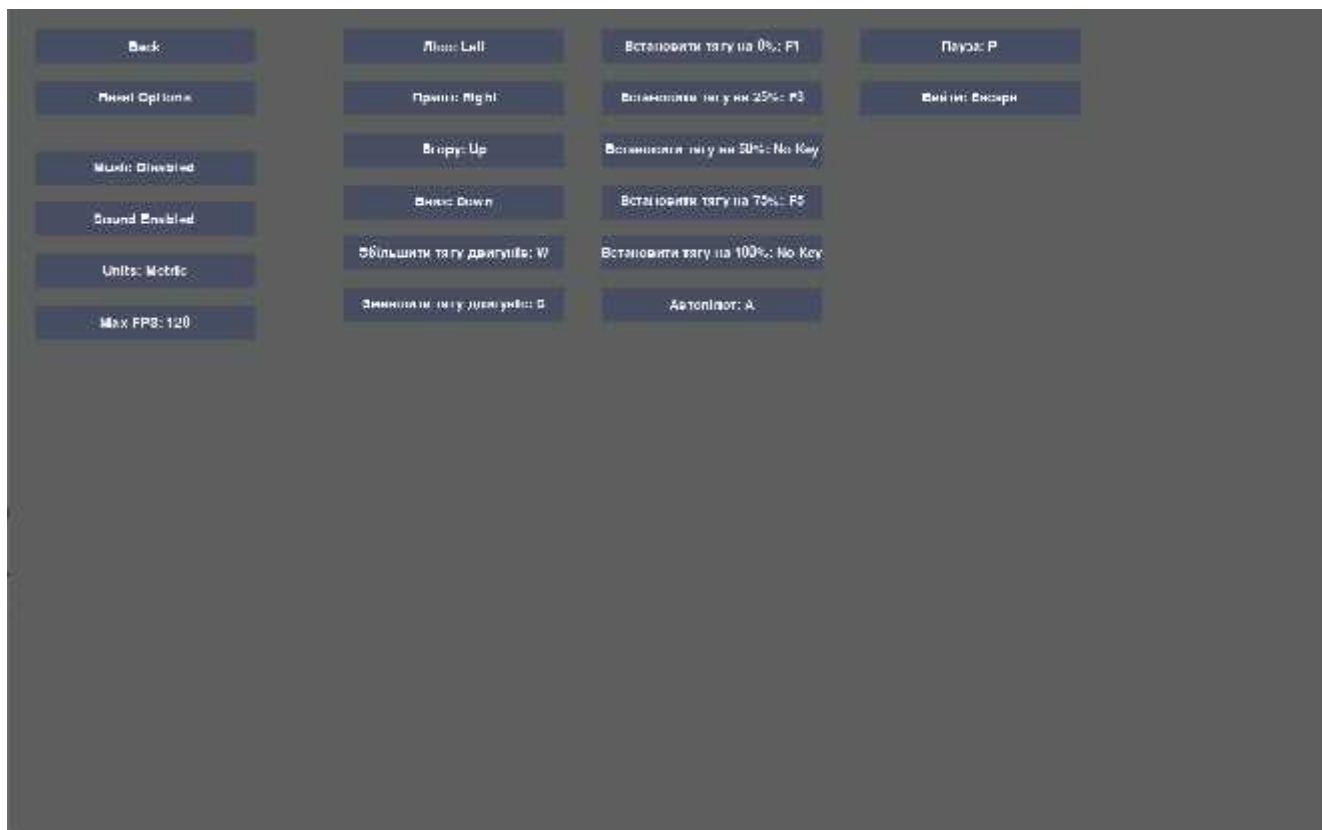 Back
Reset Options
Music: Disabled
Sound Enabled
Units: Metric
Max FPS: 120
Ліво: Left
Право: Right
Вгору: Up
Вниз: Down
Збільшити тягу двигунів: W
Зменшити тягу двигунів: S
Встановити тягу на 0%: F1
Встановити тягу на 25%: F3
Встановити тягу на 50%: No Key
Встановити тягу на 75%: F5
Встановити тягу на 100%: No Key
Автопілот: A
Пауза: P
Вийти: Escape